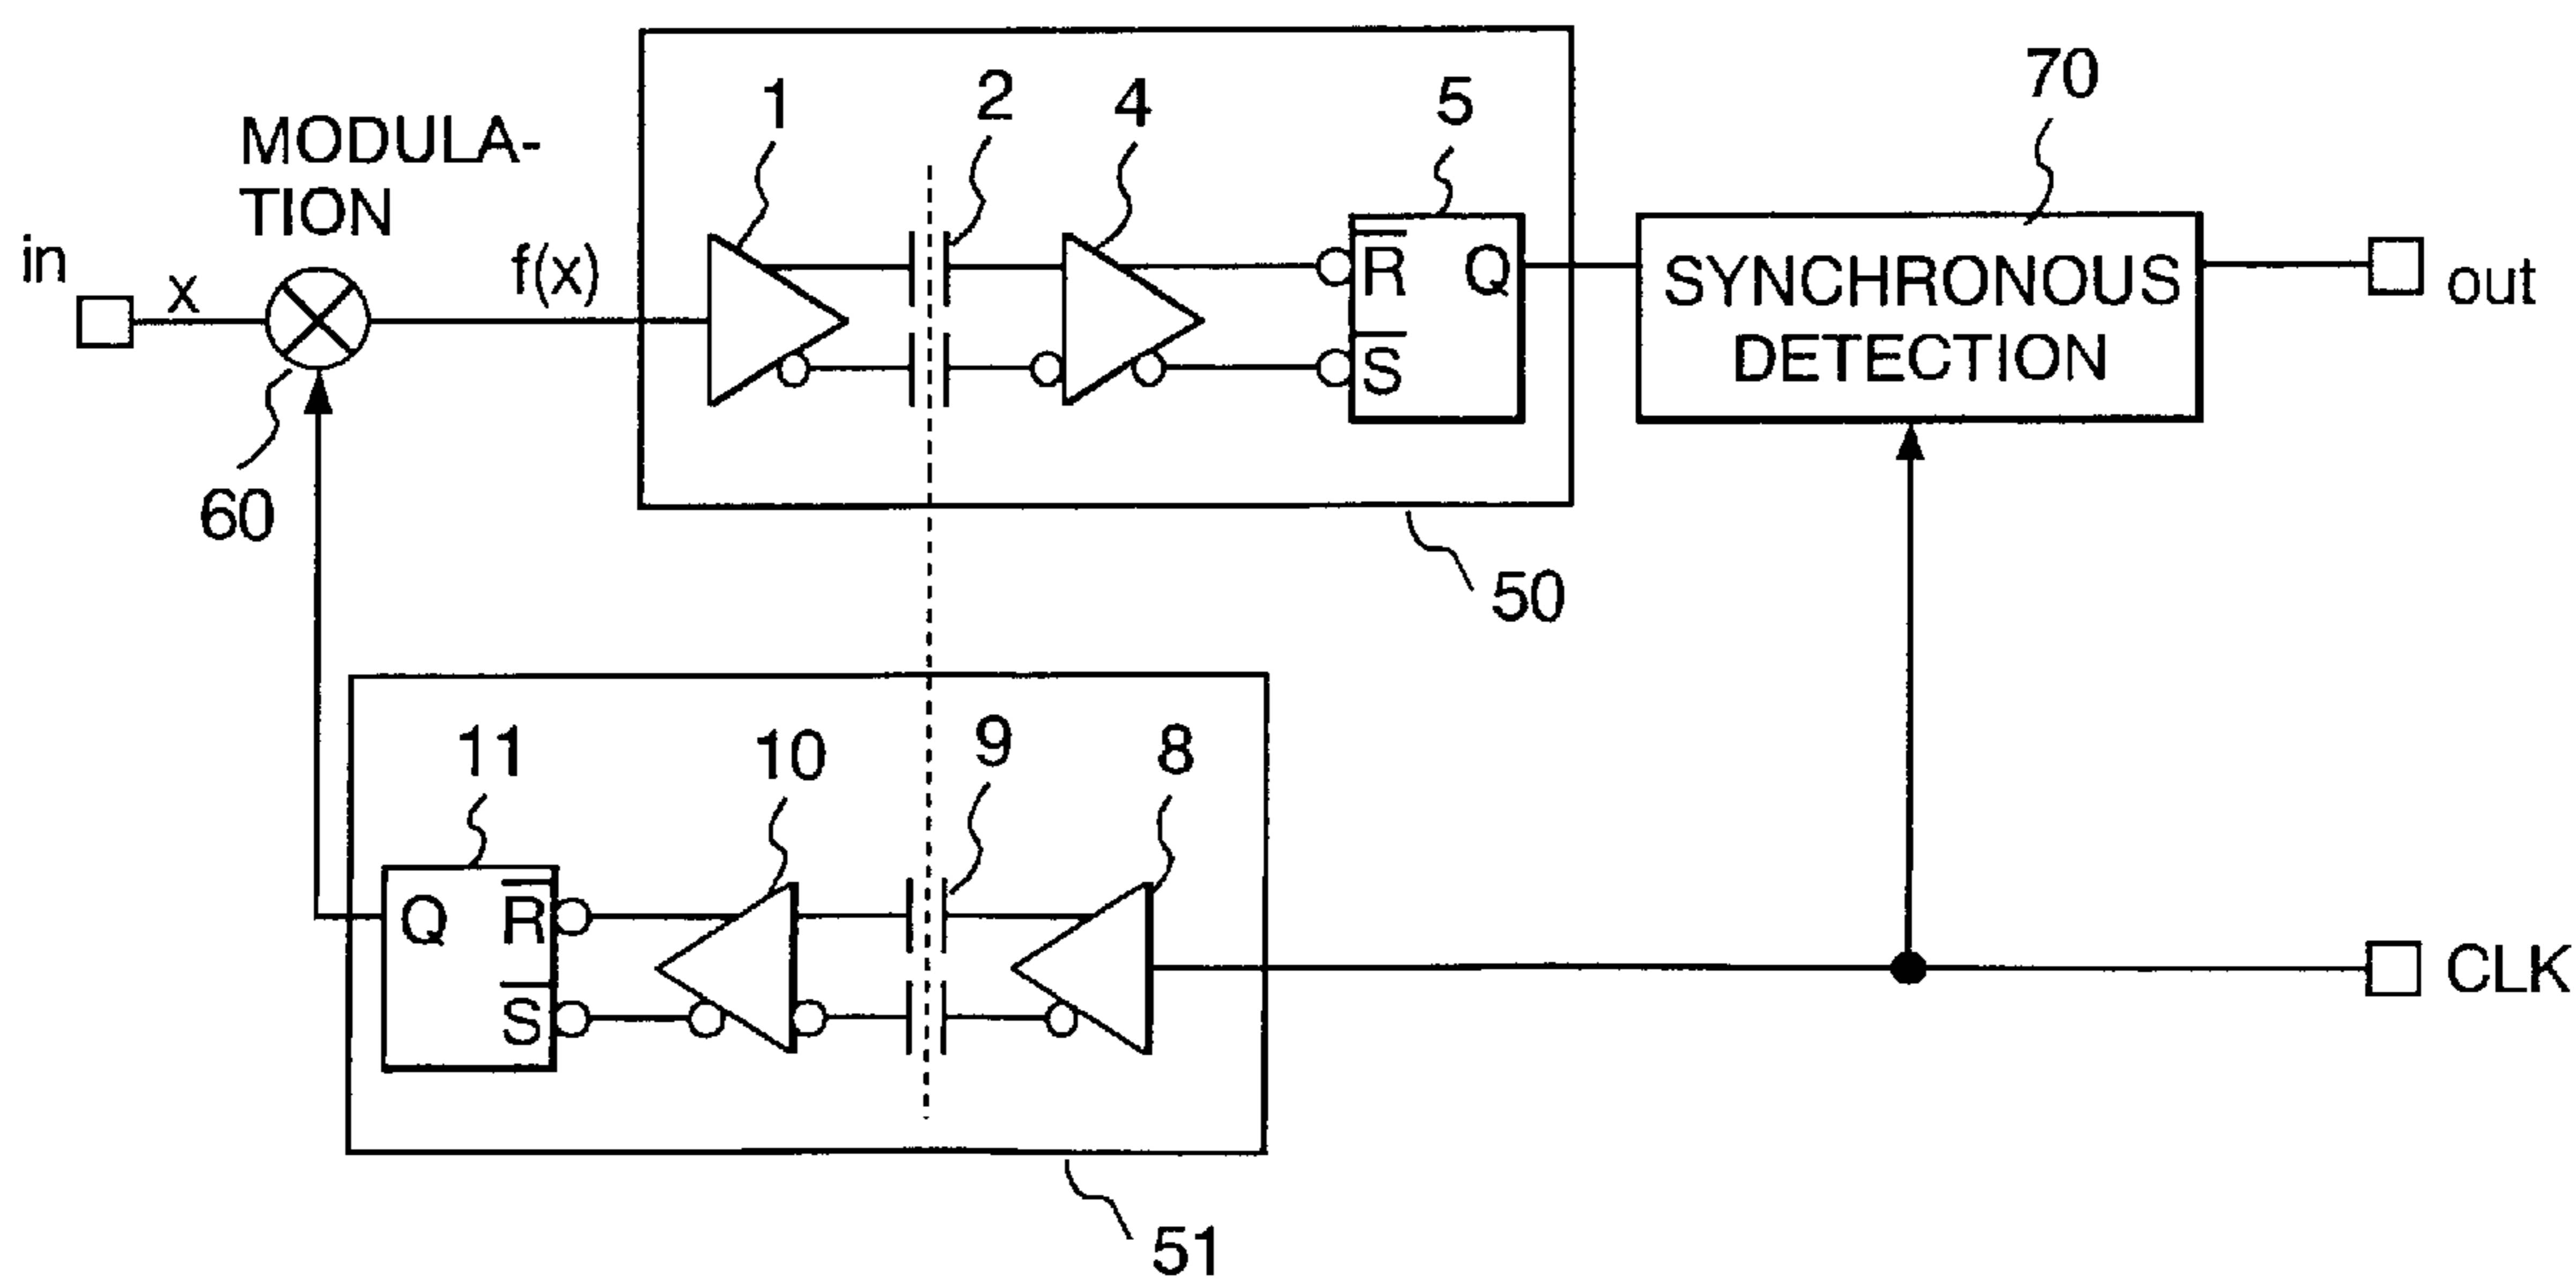 MODULA-
TION
in
x
f(x)
60
1
2
4
5
R̅
S̅
Q
50
70
SYNCHRONOUS
DETECTION
out
11
10
9
8
Q
R̅
S̅
51
CLK